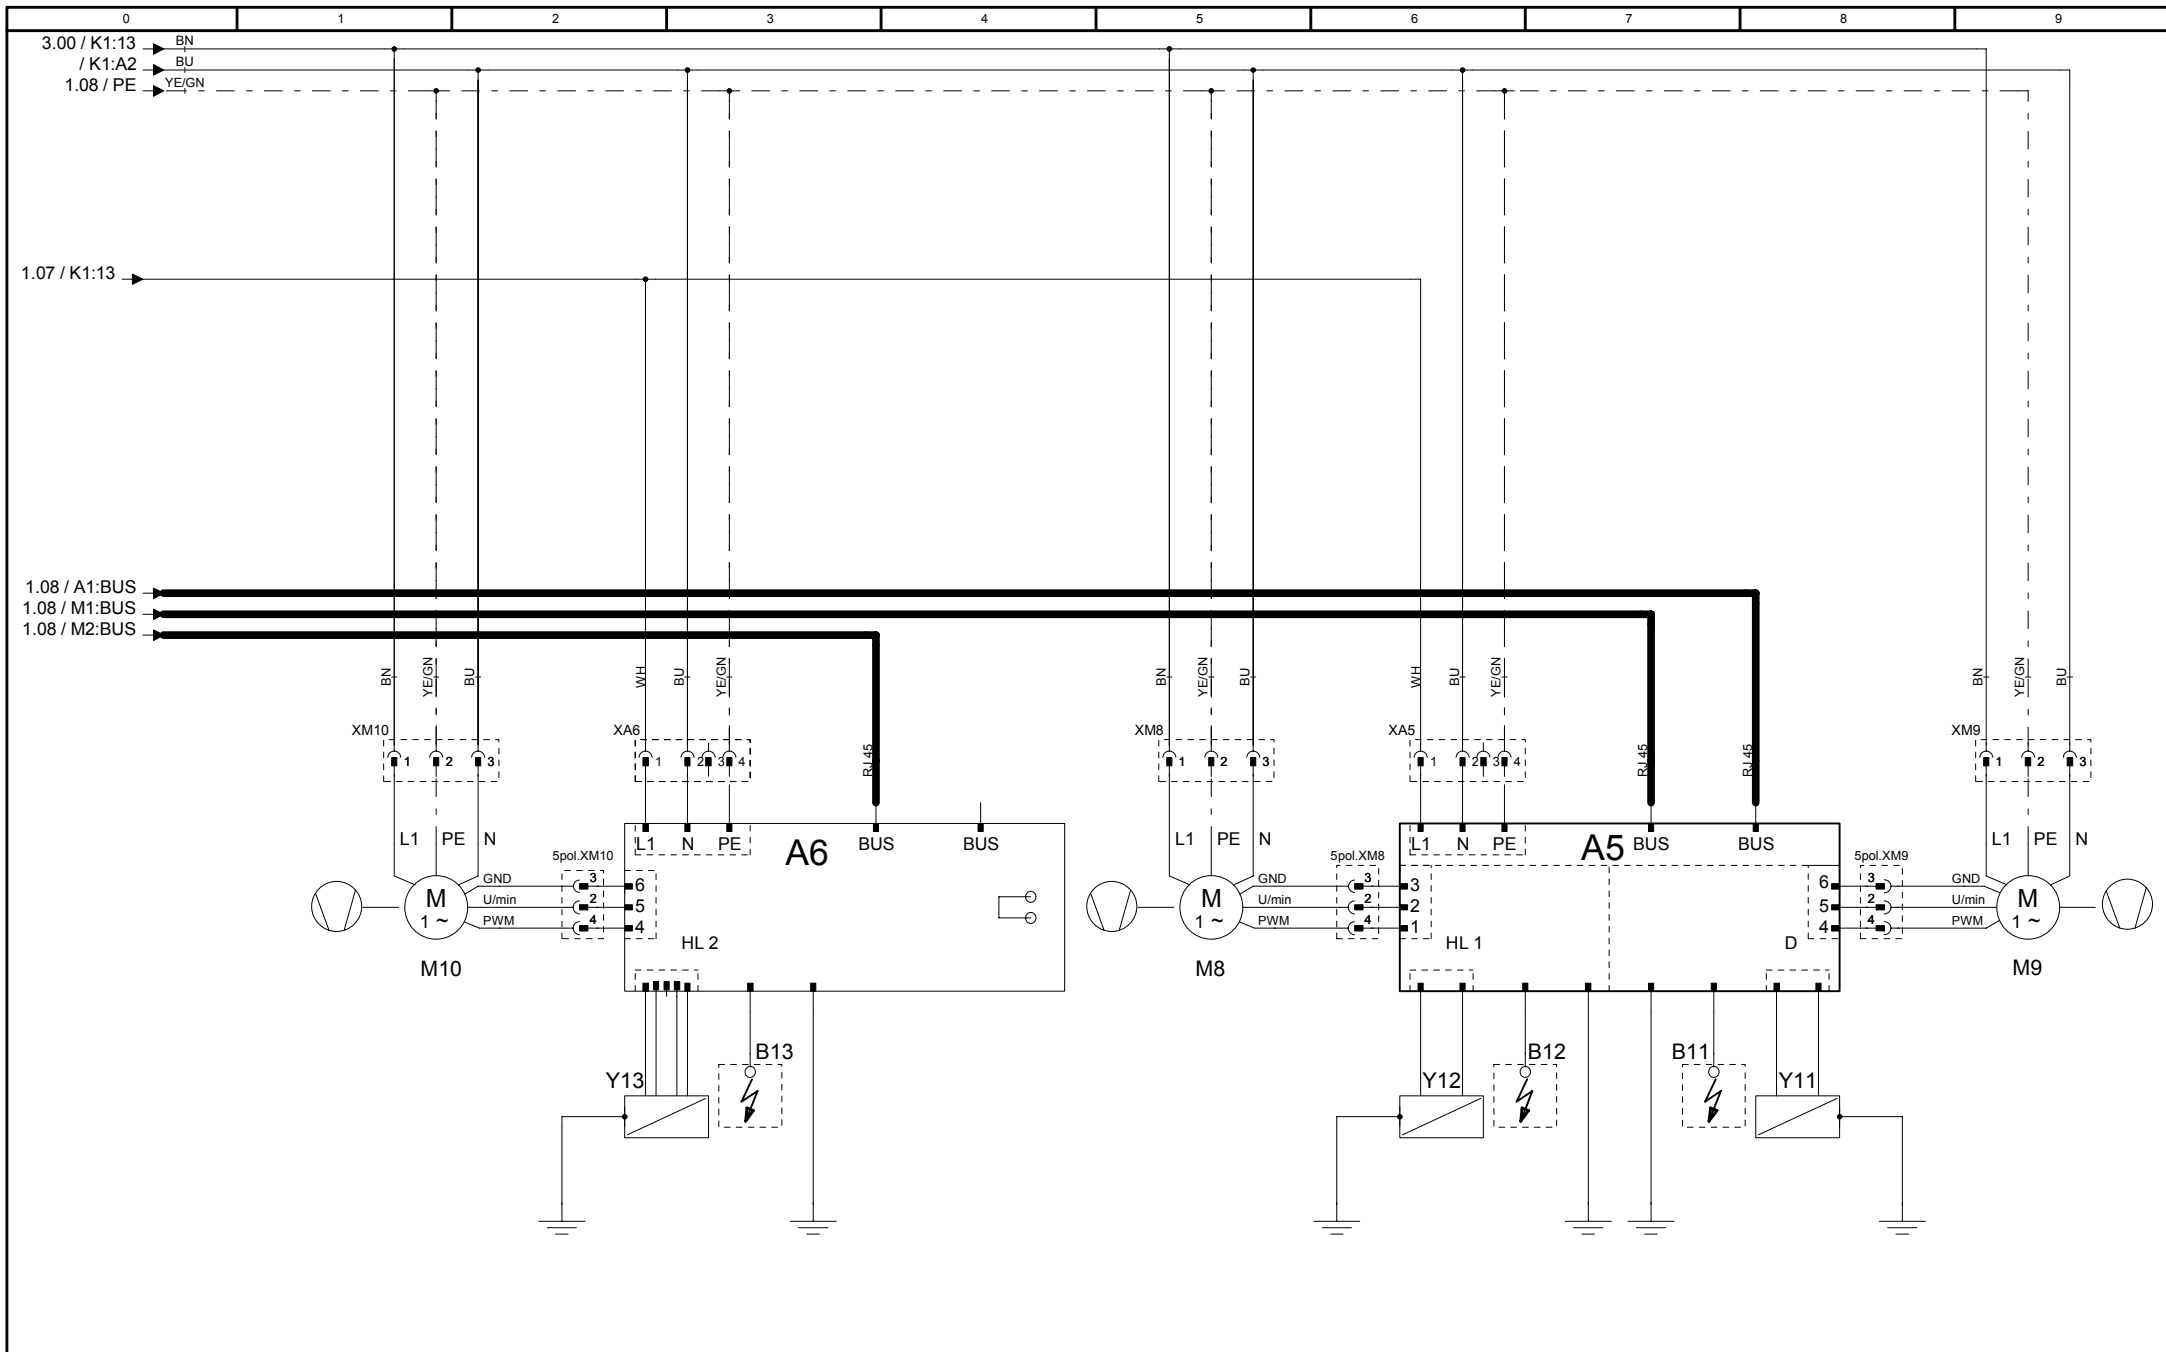 0 1 2 3 4 5 6 7 8 9
3.00 / K1:13 BN
/ K1:A2 BU
1.08 / PE YE/GN
1.07 / K1:13
1.08 / A1:BUS
1.08 / M1:BUS
1.08 / M2:BUS
BN YE/GN BU WH BU YE/GN RJ 45 BN YE/GN BU WH BU YE/GN RJ 45 RJ 45 BN YE/GN BU
XM10 XA6 XM8 XA5 XM9
1 2 3 1 2 3 4 1 2 3 1 2 3 4 1 2 3
L1 PE N L1 N PE A6 BUS BUS L1 PE N L1 N PE A5 BUS BUS L1 PE N
5pol.XM10 5pol.XM8 5pol.XM9
GND 3 6 GND 3 3 6 3 GND
M U/min 2 5 M U/min 2 2 5 2 U/min M
1 ~ PWM 4 4 1 ~ PWM 4 1 4 4 PWM 1 ~
HL 2 HL 1 D
M10 M8 M9
B13 B12 B11
Y13 Y12 Y11